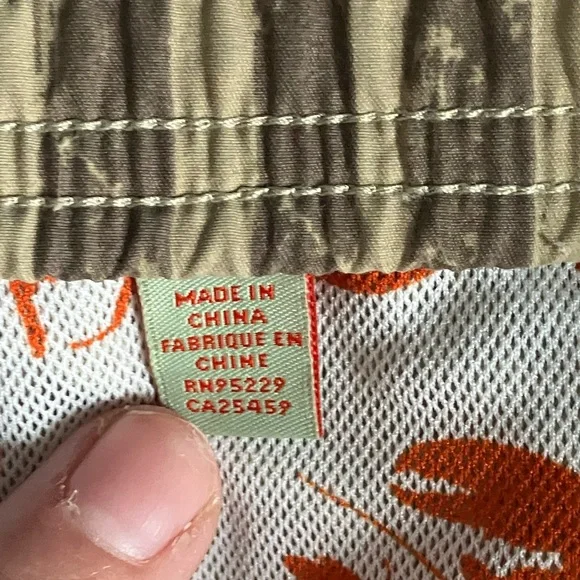 MADE IN
CHINA
FABRIQUE EN
CHINE
RN95229
CA25459